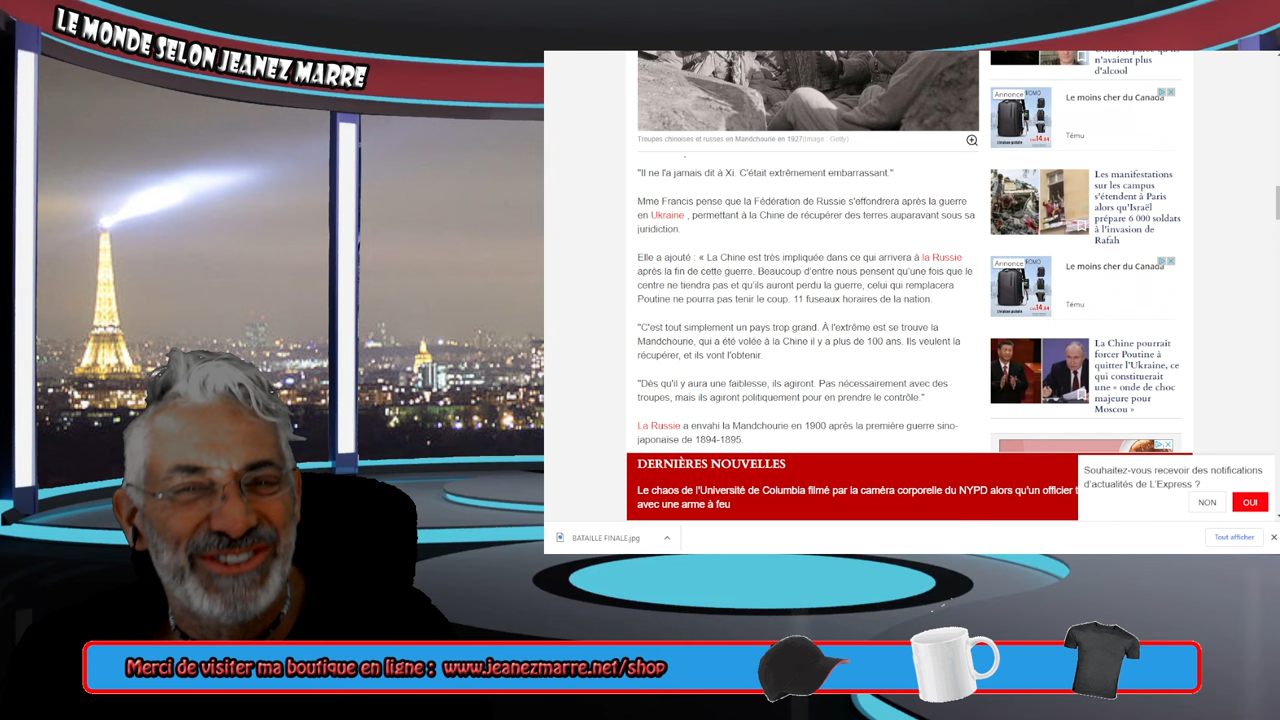 LE MONDE SELON JEANEZ MARRE
Troupes chinoises et russes en Mandchourie en 1927(Image : Getty)
"Il ne l'a jamais dit à Xi. C'était extrêmement embarrassant."
Mme Francis pense que la Fédération de Russie s'effondrera après la guerre
en Ukraine , permettant à la Chine de récupérer des terres auparavant sous sa
juridiction.
Elle a ajouté : « La Chine est très impliquée dans ce qui arrivera à la Russie
après la fin de cette guerre. Beaucoup d'entre nous pensent qu'une fois que le
centre ne tiendra pas et qu'ils auront perdu la guerre, celui qui remplacera
Poutine ne pourra pas tenir le coup. 11 fuseaux horaires de la nation.
"C'est tout simplement un pays trop grand. À l'extrême est se trouve la
Mandchourie, qui a été volée à la Chine il y a plus de 100 ans. Ils veulent la
récupérer, et ils vont l'obtenir.
"Dès qu'il y aura une faiblesse, ils agiront. Pas nécessairement avec des
troupes, mais ils agiront politiquement pour en prendre le contrôle."
La Russie a envahi la Mandchourie en 1900 après la première guerre sino-
japonaise de 1894-1895.
n'avaient plus
d'alcool
Annonce
Le moins cher du Canada
Tému
Les manifestations
sur les campus
s'étendent à Paris
alors qu'Israël
prépare 6 000 soldats
à l'invasion de
Rafah
Annonce
Le moins cher du Canada
Tému
La Chine pourrait
forcer Poutine à
quitter l'Ukraine, ce
qui constituerait
une « onde de choc
majeure pour
Moscou »
DERNIÈRES NOUVELLES
Le chaos de l'Université de Columbia filmé par la caméra corporelle du NYPD alors qu'un officier
avec une arme à feu
Souhaitez-vous recevoir des notifications
d'actualités de L'Express ?
NON
OUI
BATAILLE FINALE.jpg
Tout afficher
Merci de visiter ma boutique en ligne : www.jeanezmarre.net/shop